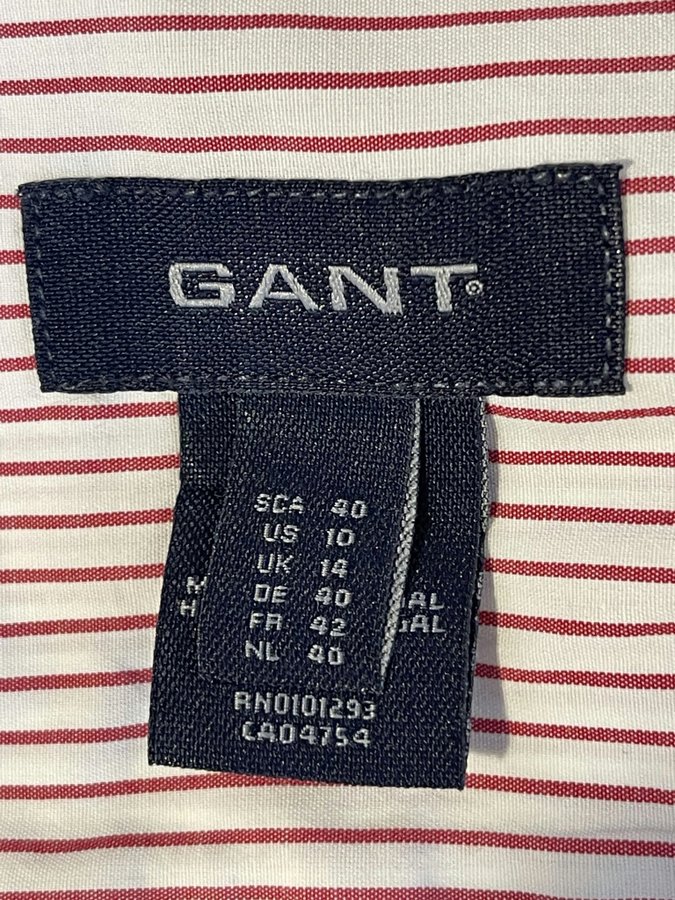 GANT®
SCA 40
US 10
UK 14
DE 40
FR 42
NL 40
RN0101293
CA04754